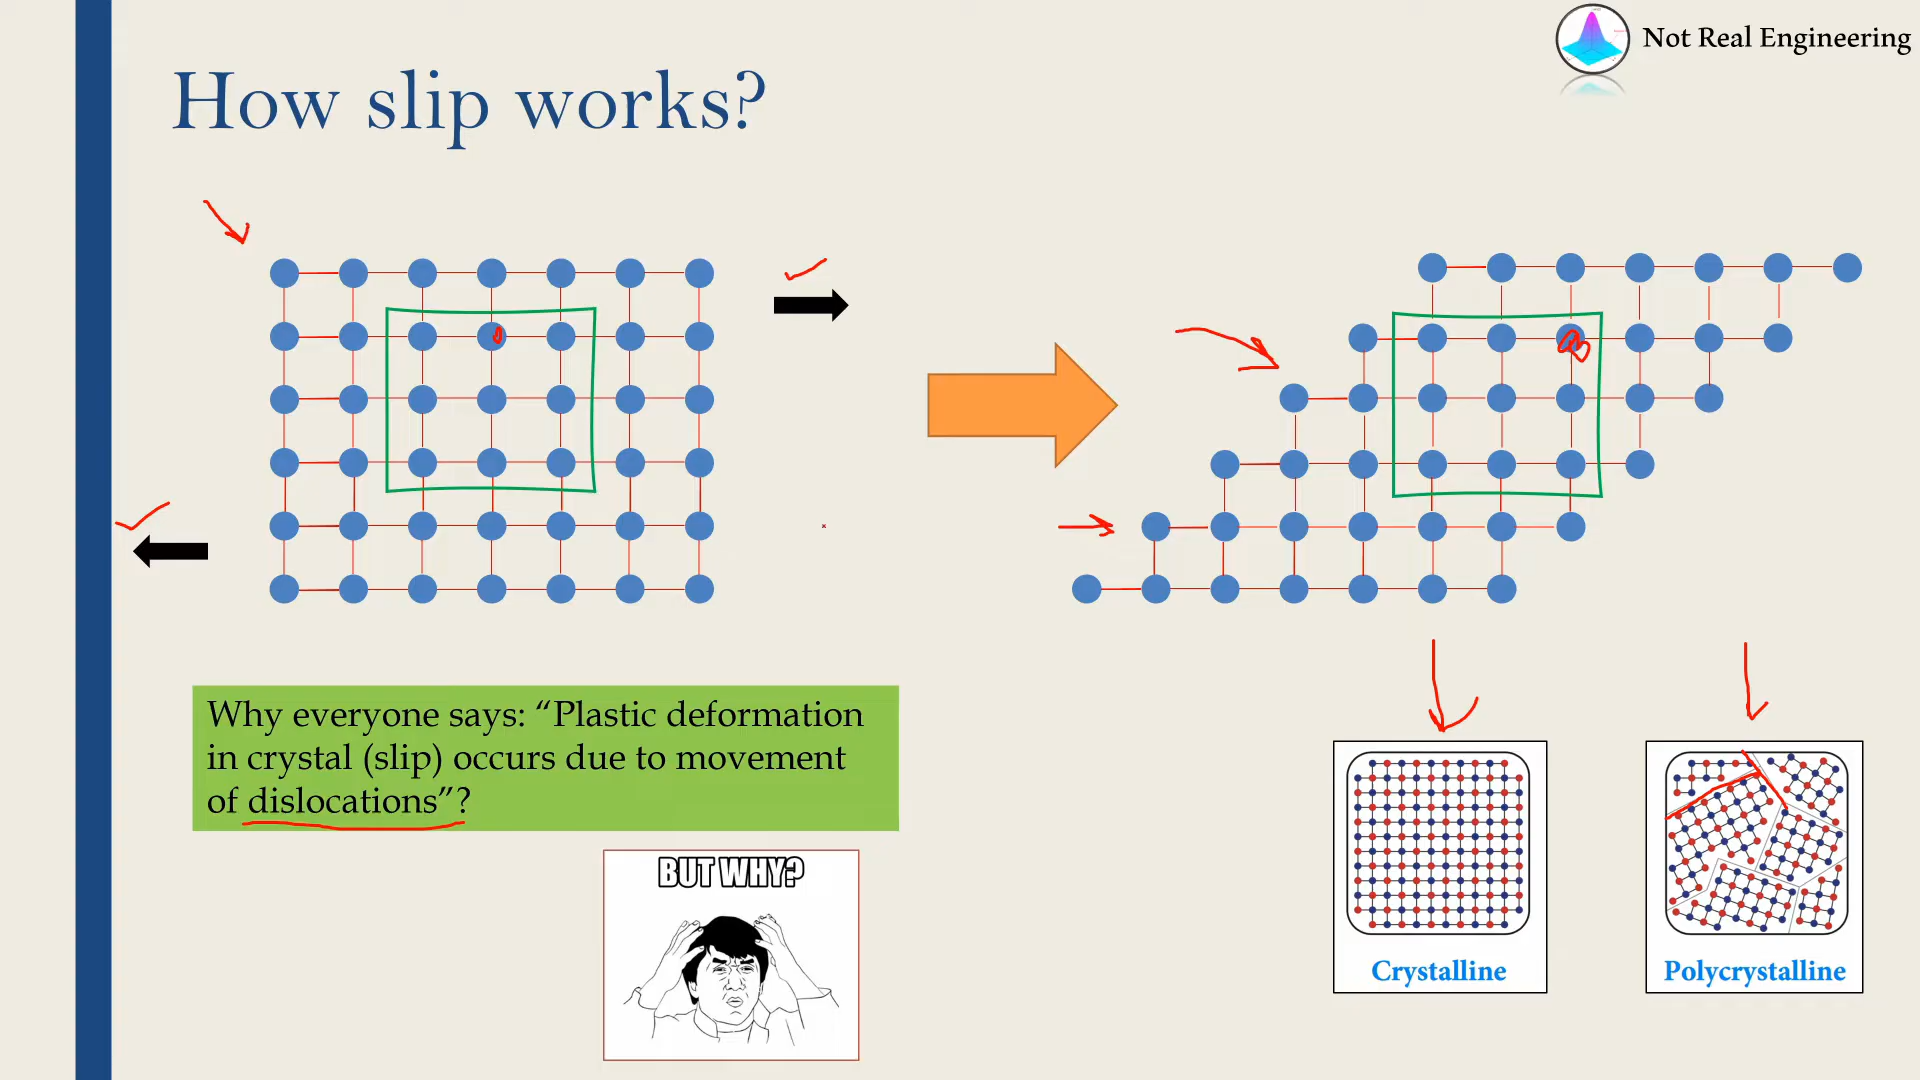 Not Real Engineering
How slip works?
Why everyone says: “Plastic deformation
in crystal (slip) occurs due to movement
of dislocations”?
BUT WHY?
Crystalline
Polycrystalline